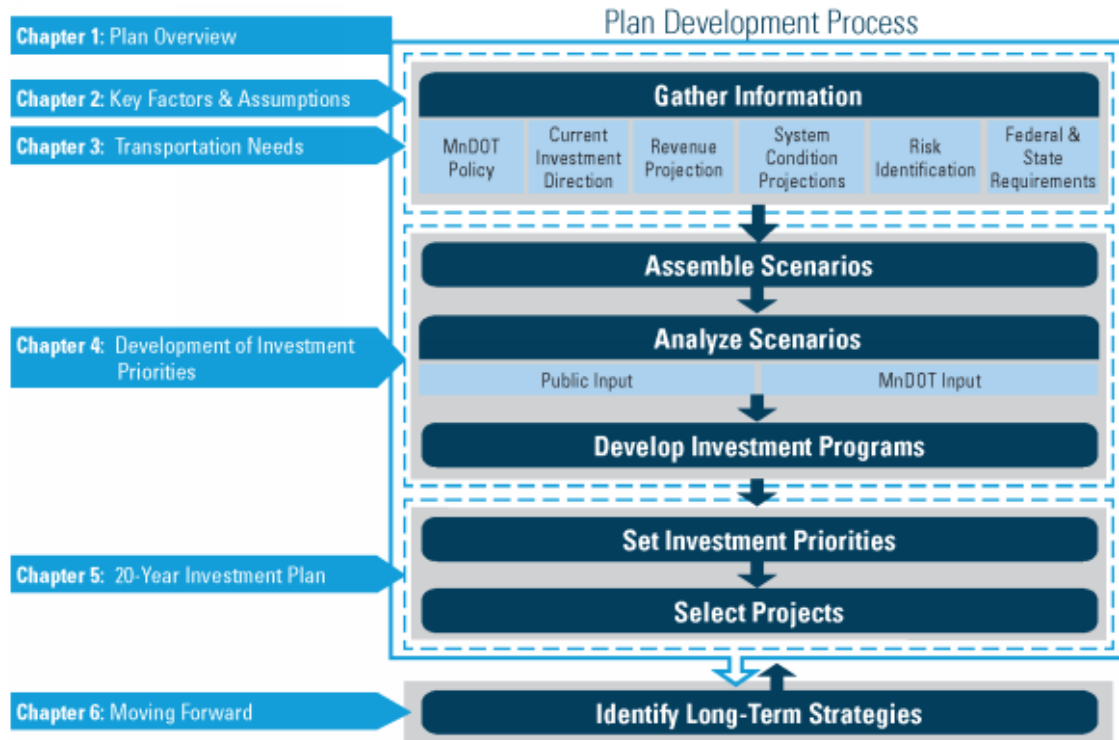 Plan Development Process
Chapter 1: Plan Overview
Chapter 2: Key Factors & Assumptions
Chapter 3: Transportation Needs
Gather Information
MnDOT
Policy
Current
Investment
Direction
Revenue
Projection
System
Condition
Projections
Risk
Identification
Federal &
State
Requirements
Assemble Scenarios
Chapter 4: Development of Investment
Priorities
Analyze Scenarios
Public Input
MnDOT Input
Develop Investment Programs
Set Investment Priorities
Chapter 5: 20-Year Investment Plan
Select Projects
Chapter 6: Moving Forward
Identify Long-Term Strategies